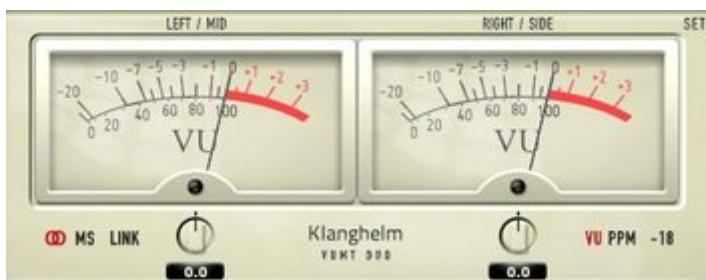 LEFT / MID RIGHT / SIDE SET
-20 -10 -7 -5 -3 -1 0 +1 +2 +3
0 20 40 60 80 100
VU
-20 -10 -7 -5 -3 -1 0 +1 +2 +3
0 20 40 60 80 100
VU
MS LINK Klanghelm VU PPM -18
VUMT DUO
0.0 0.0